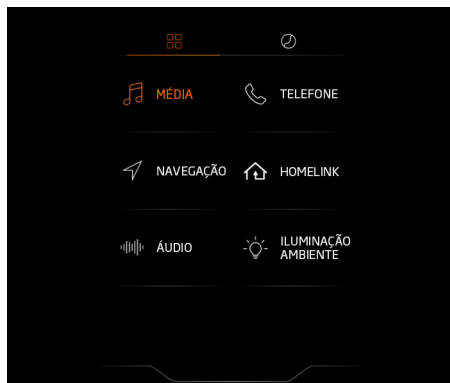 MÉDIA
TELEFONE
NAVEGAÇÃO
HOMELINK
ÁUDIO
ILUMINAÇÃO
AMBIENTE